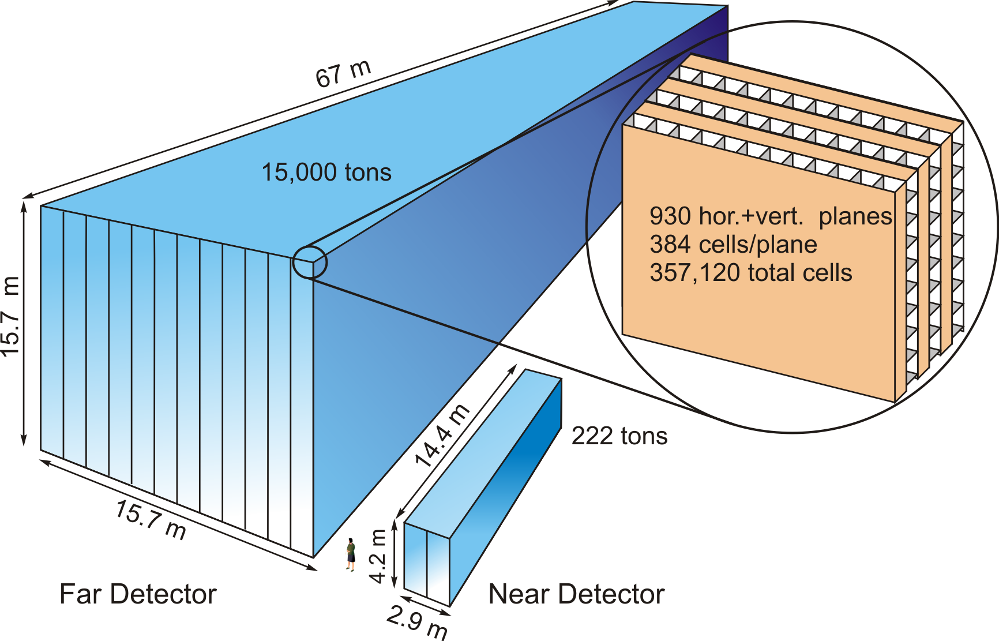 67 m
15,000 tons
930 hor.+vert. planes
384 cells/plane
357,120 total cells
15.7 m
15.7 m
14.4 m
222 tons
4.2 m
2.9 m
Far Detector
Near Detector